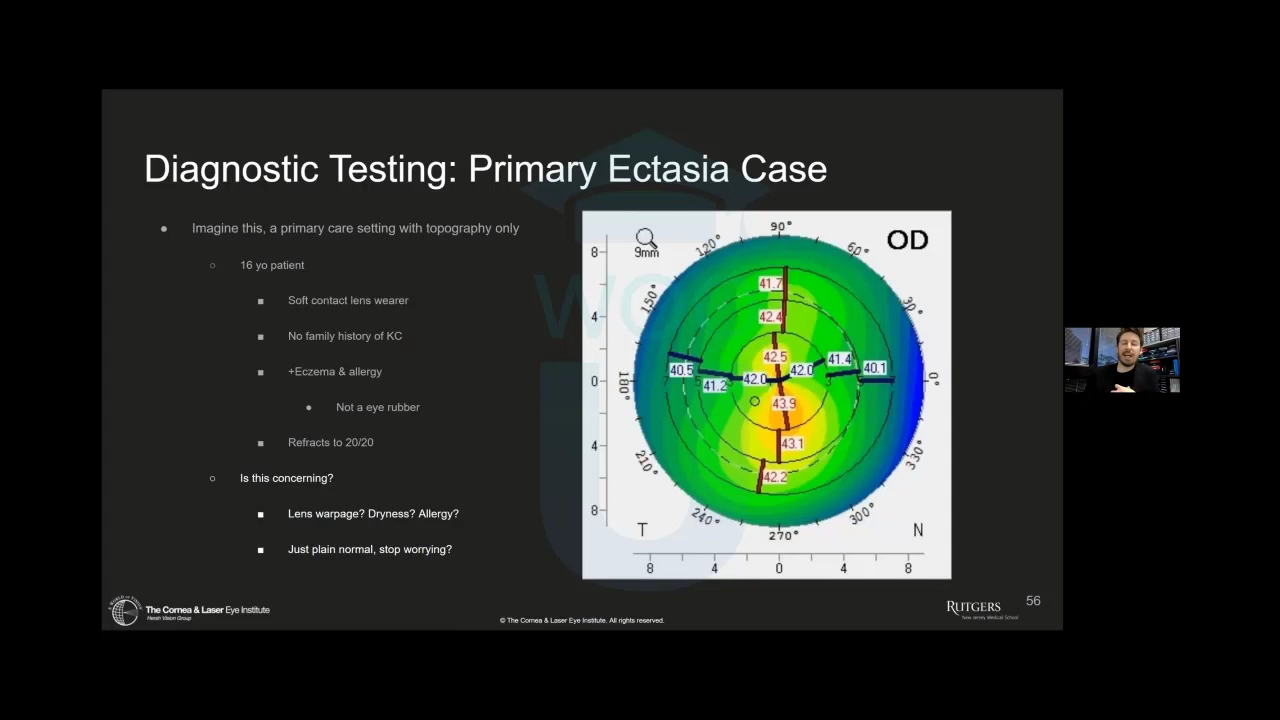 Diagnostic Testing: Primary Ectasia Case
● Imagine this, a primary care setting with topography only
○ 16 yo patient
■ Soft contact lens wearer
■ No family history of KC
■ +Eczema & allergy
● Not a eye rubber
■ Refracts to 20/20
○ Is this concerning?
■ Lens warpage? Dryness? Allergy?
■ Just plain normal, stop worrying?
9mm
OD
90°
120°
60°
150°
30°
180°
0°
210°
330°
240°
300°
270°
8
4
0
4
8
41.7
42.4
42.5
41.4
40.5
42.0
42.0
40.1
41.2
43.9
43.1
42.2
T
N
8 4 0 4 8
WC
U
The Cornea & Laser Eye Institute
Hersh Vision Group
© The Cornea & Laser Eye Institute. All rights reserved.
RUTGERS
New Jersey Medical School
56